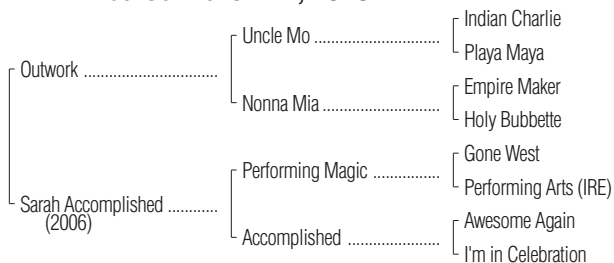 Indian Charlie
Uncle Mo ........................
Playa Maya
Outwork ..........................
Empire Maker
Nonna Mia .......................
Holy Bubbette
Gone West
Performing Magic ................
Performing Arts (IRE)
Sarah Accomplished ..........
(2006)
Awesome Again
Accomplished ..................
I'm in Celebration